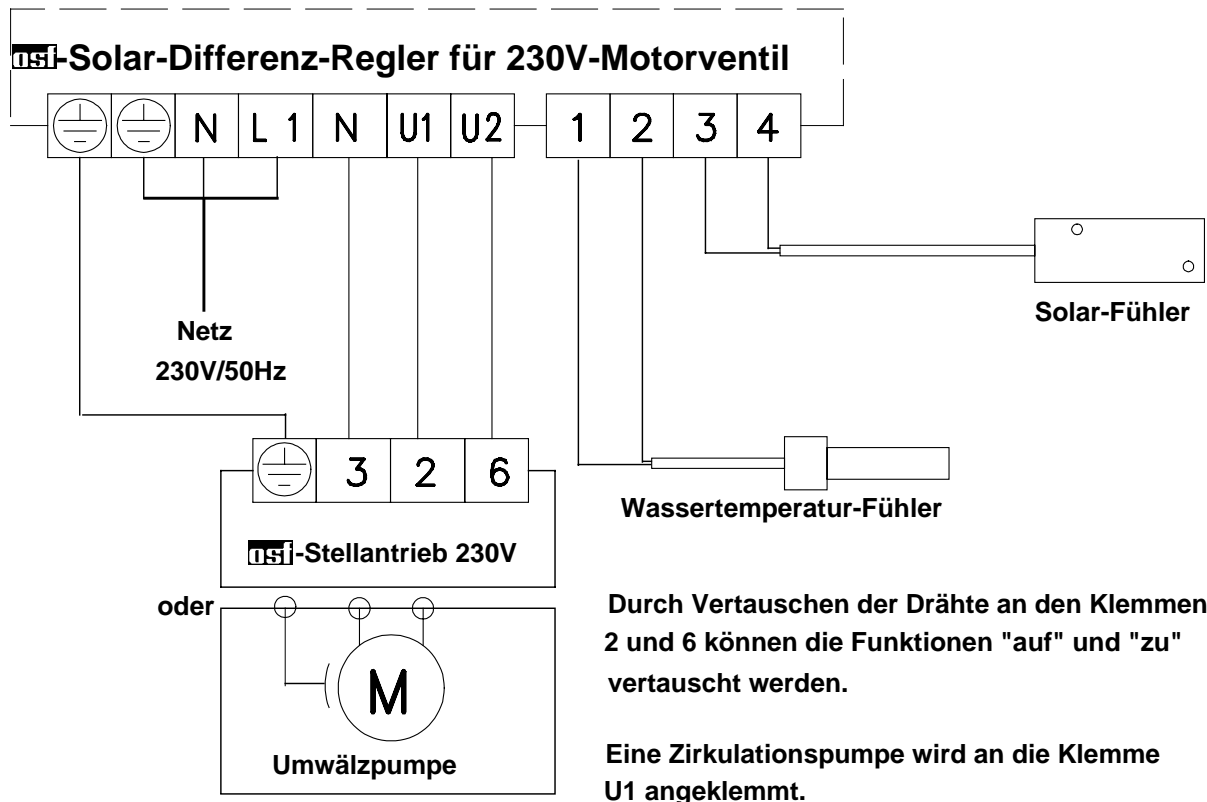 osf-Solar-Differenz-Regler für 230V-Motorventil
N L 1 N U1 U2 1 2 3 4
Solar-Fühler
Netz
230V/50Hz
3 2 6
Wassertemperatur-Fühler
osf-Stellantrieb 230V
oder
M
Umwälzpumpe
Durch Vertauschen der Drähte an den Klemmen
2 und 6 können die Funktionen "auf" und "zu"
vertauscht werden.
Eine Zirkulationspumpe wird an die Klemme
U1 angeklemmt.